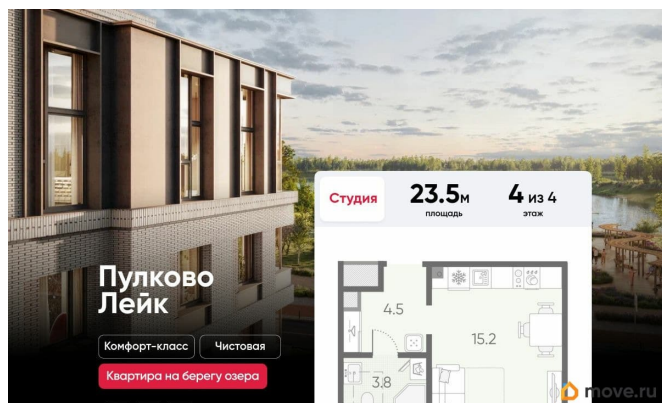 Студия
23.5м
площадь
4 из 4
этаж
Пулково
Лейк
Комфорт-класс
Чистовая
Квартира на берегу озера
4.5
15.2
3.8
move.ru